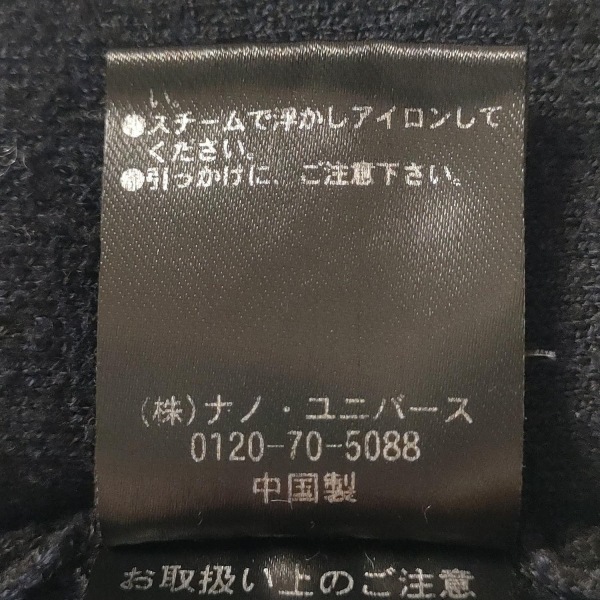 い。
●スチームで浮かしアイロンして
ください。
●引っかけに、ご注意下さい。
(株)ナノ・ユニバース
0120-70-5088
中国製
お取扱い上のご注意